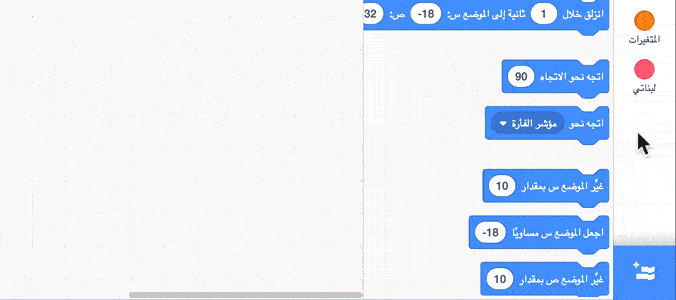 انزلق خلال 1 ثانية إلى الموضع س: -18 ص: 32
اتجه نحو الاتجاه 90
اتجه نحو مؤشر الفأرة
غيِّر الموضع س بمقدار 10
اجعل الموضع س مساويًا -18
غيِّر الموضع ص بمقدار 10
المتغيرات
لبناتي